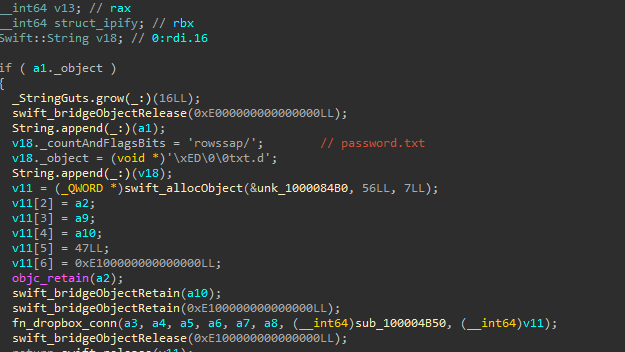 __int64 v13; // rax
__int64 struct_ipify; // rbx
Swift::String v18; // 0:rdi.16
if ( a1._object )
{
_StringGuts.grow(_:)(16LL);
swift_bridgeObjectRelease(0xE000000000000000LL);
String.append(_:)(a1);
v18._countAndFlagsBits = 'rowssap/'; // password.txt
v18._object = (void *)'\xED\0\0txt.d';
String.append(_:)(v18);
v11 = (_QWORD *)swift_allocObject(&unk_1000084B0, 56LL, 7LL);
v11[2] = a2;
v11[3] = a9;
v11[4] = a10;
v11[5] = 47LL;
v11[6] = 0xE100000000000000LL;
objc_retain(a2);
swift_bridgeObjectRetain(a10);
swift_bridgeObjectRetain(0xE100000000000000LL);
fn_dropbox_conn(a3, a4, a5, a6, a7, a8, (__int64)sub_100004B50, (__int64)v11);
swift_bridgeObjectRelease(0xE100000000000000LL);
return swift_release(v11);